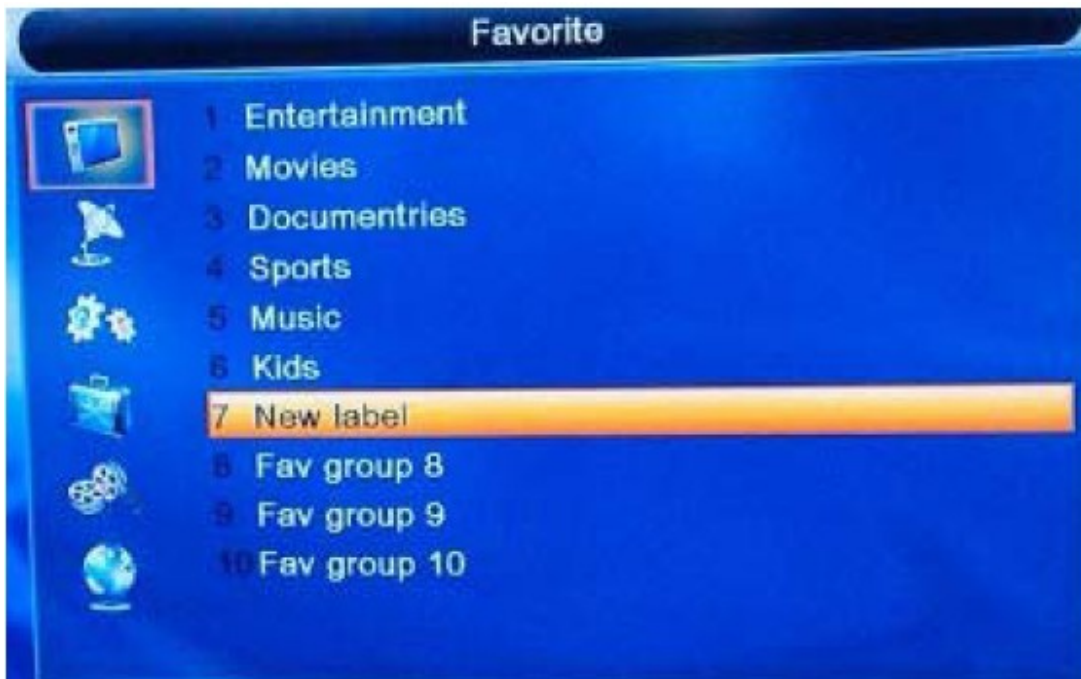 Favorite
1 Entertainment
2 Movies
3 Documentries
4 Sports
5 Music
6 Kids
7 New label
8 Fav group 8
9 Fav group 9
10 Fav group 10